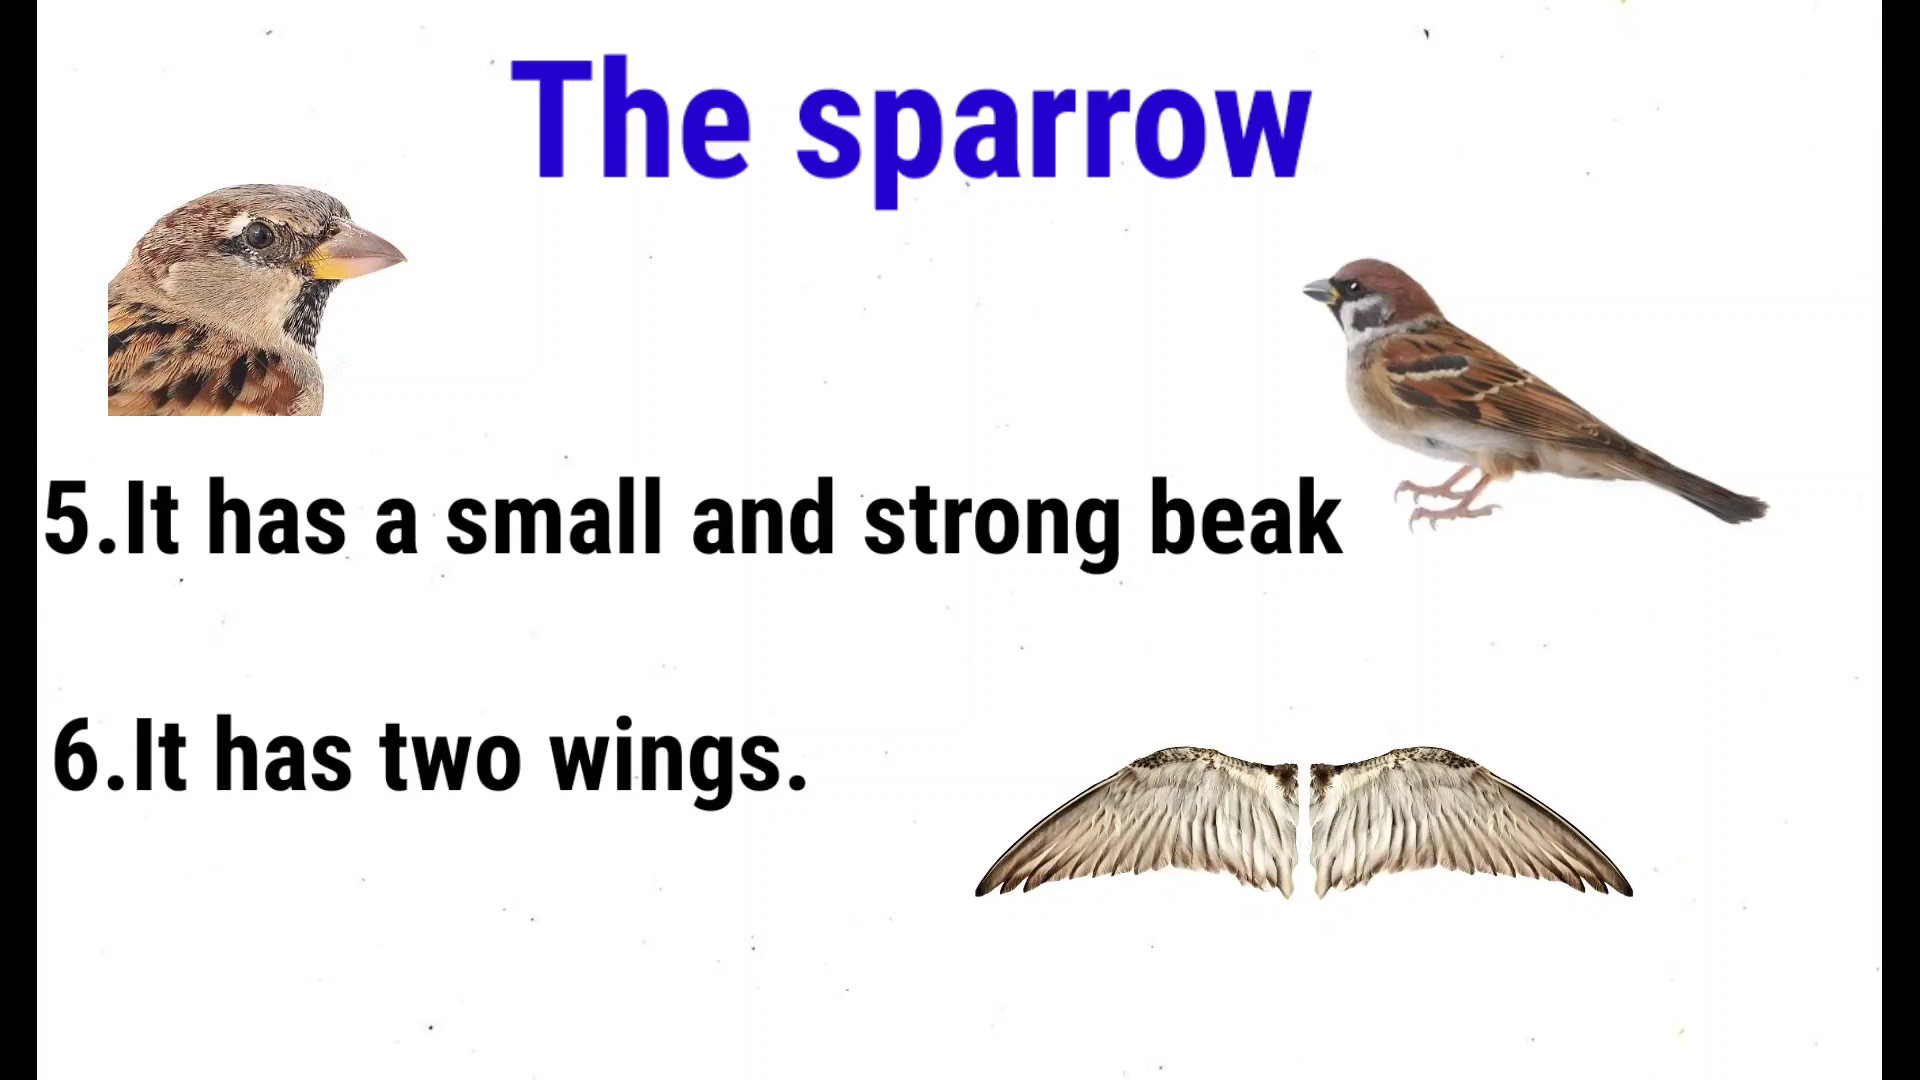 The sparrow
5.It has a small and strong beak
6.It has two wings.